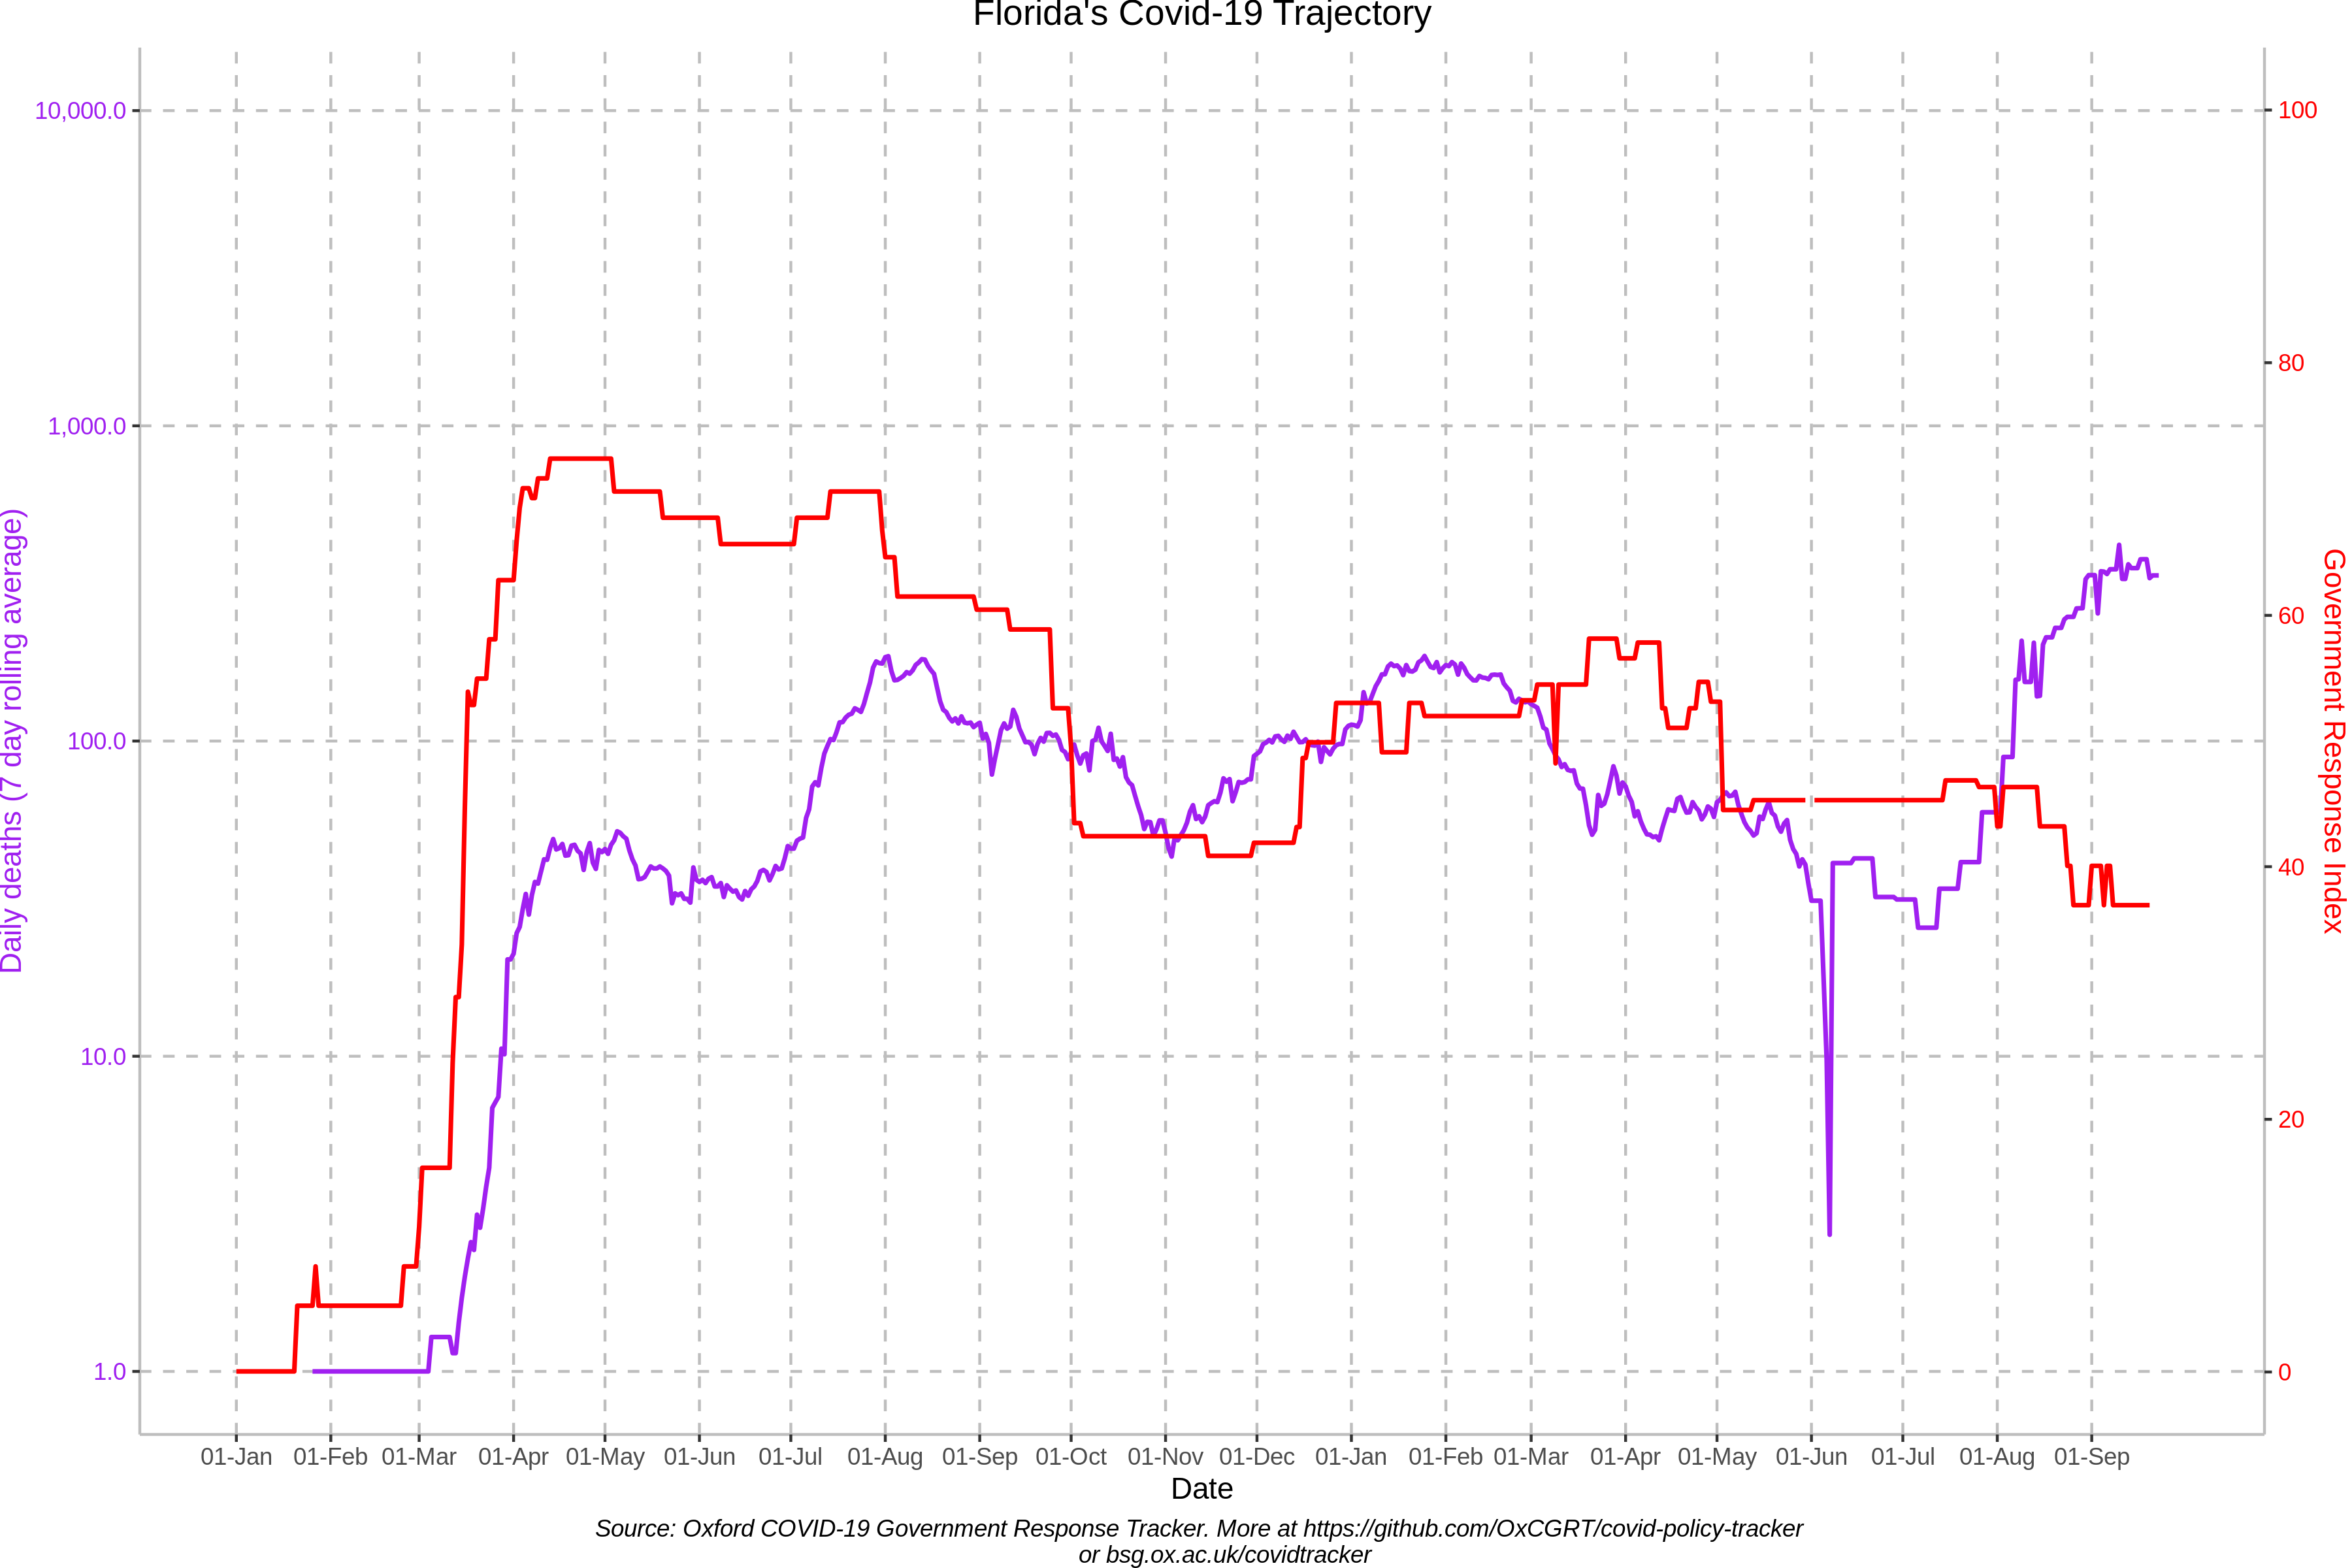 Florida's Covid-19 Trajectory
10,000.0
1,000.0
100.0
10.0
1.0
Daily deaths (7 day rolling average)
100
80
60
40
20
0
Government Response Index
01-Jan 01-Feb 01-Mar 01-Apr 01-May 01-Jun 01-Jul 01-Aug 01-Sep 01-Oct 01-Nov 01-Dec 01-Jan 01-Feb 01-Mar 01-Apr 01-May 01-Jun 01-Jul 01-Aug 01-Sep
Date
Source: Oxford COVID-19 Government Response Tracker. More at https://github.com/OxCGRT/covid-policy-tracker
or bsg.ox.ac.uk/covidtracker